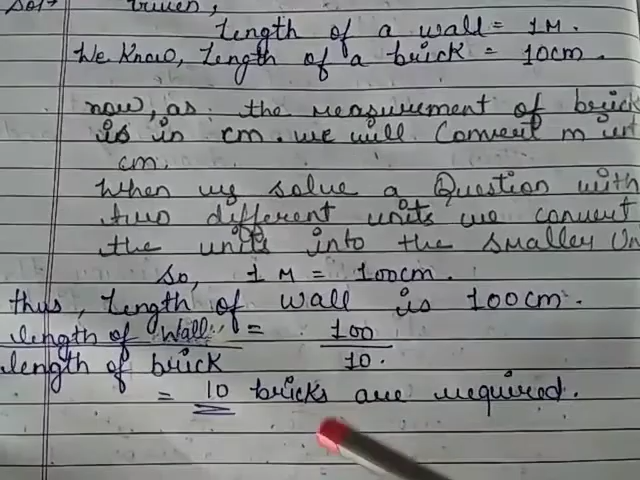 Sol→ Given,
Length of a wall = 1M.
We Know, Length of a brick = 10cm.
now, as the measurement of brick
is in cm. we will Convert m int
cm.
When we solve a Question with
two different units we convert
the units into the smaller Un
So, 1 M = 100cm.
thus, Length of wall is 100cm.
length of wall = 100
length of brick 10.
= 10 bricks are required.